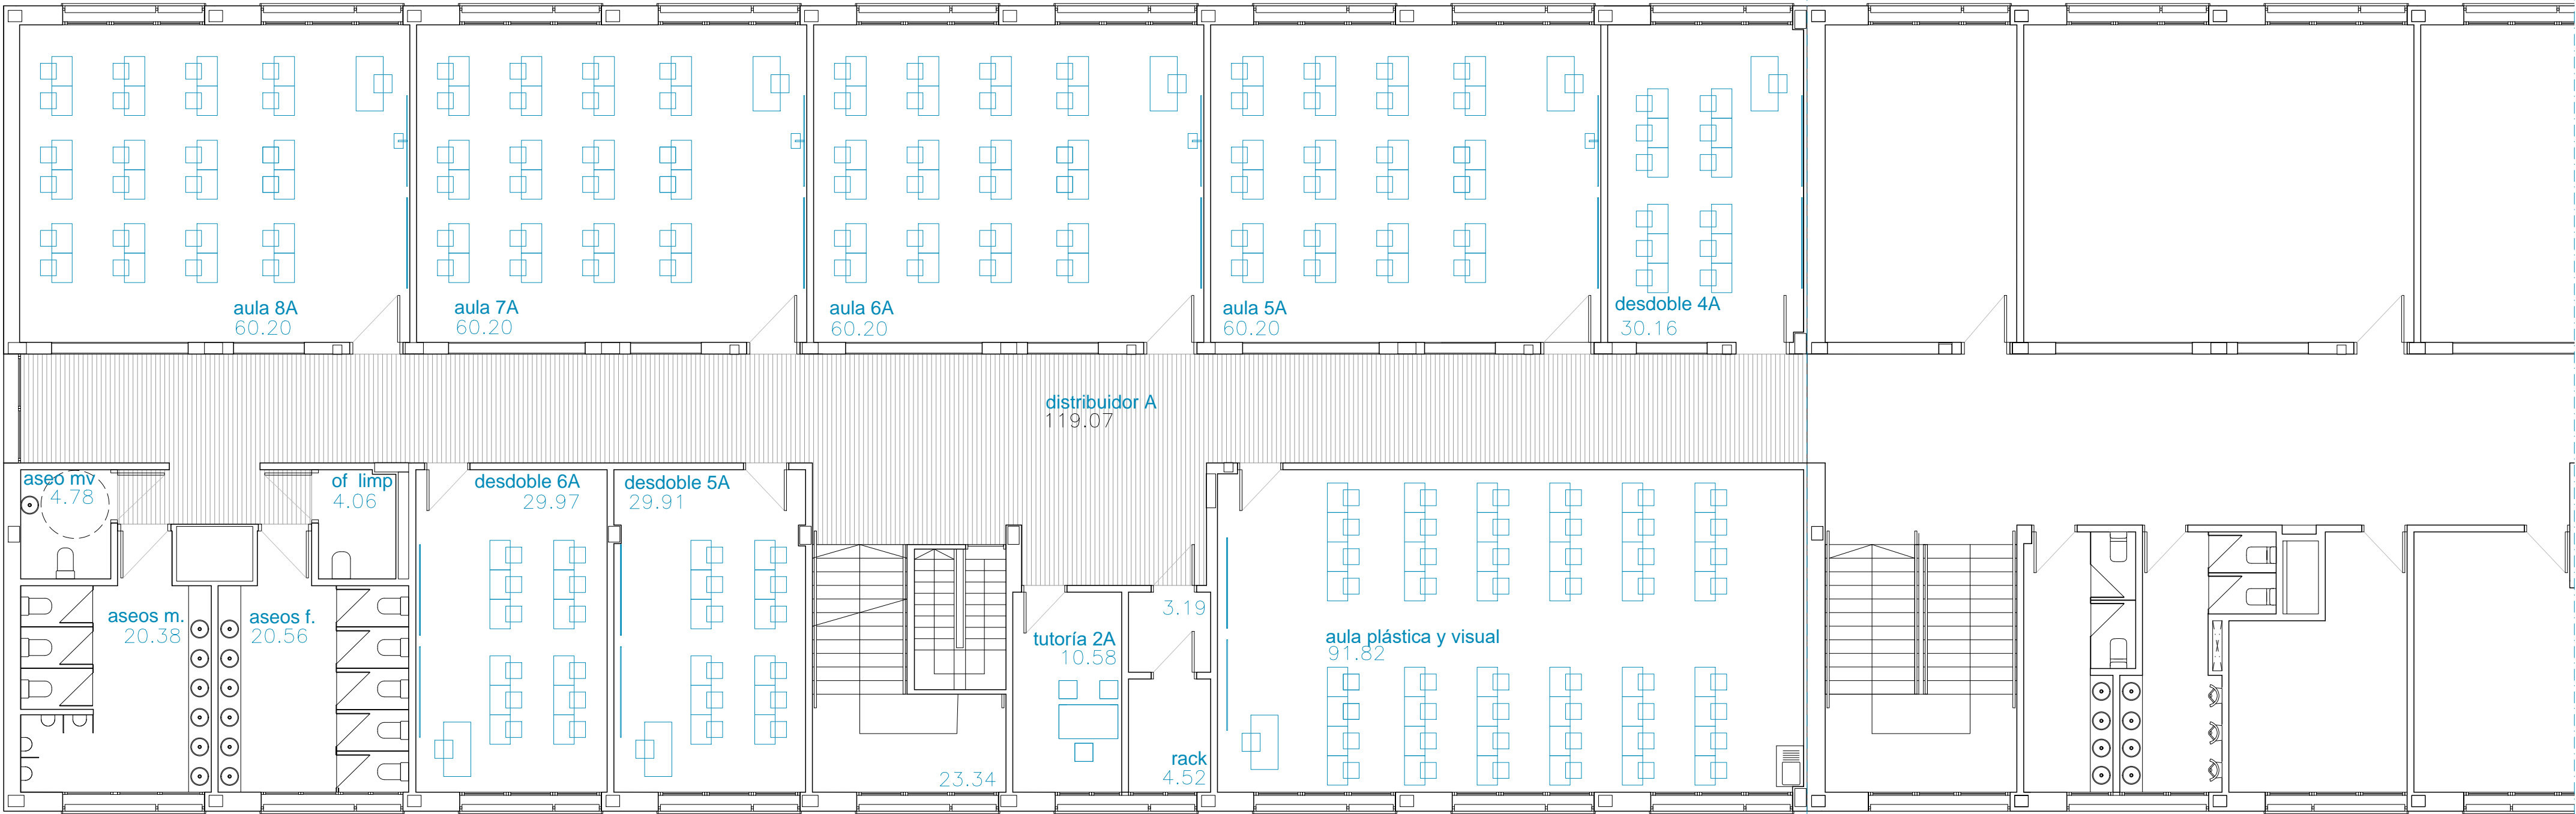 aula 8A
60.20
aula 7A
60.20
aula 6A
60.20
aula 5A
60.20
desdoble 4A
30.16
distribuidor A
119.07
aseo mv
4.78
of limp
4.06
desdoble 6A
29.97
desdoble 5A
29.91
aseos m.
20.38
aseos f.
20.56
3.19
tutoría 2A
10.58
aula plástica y visual
91.82
rack
4.52
23.34